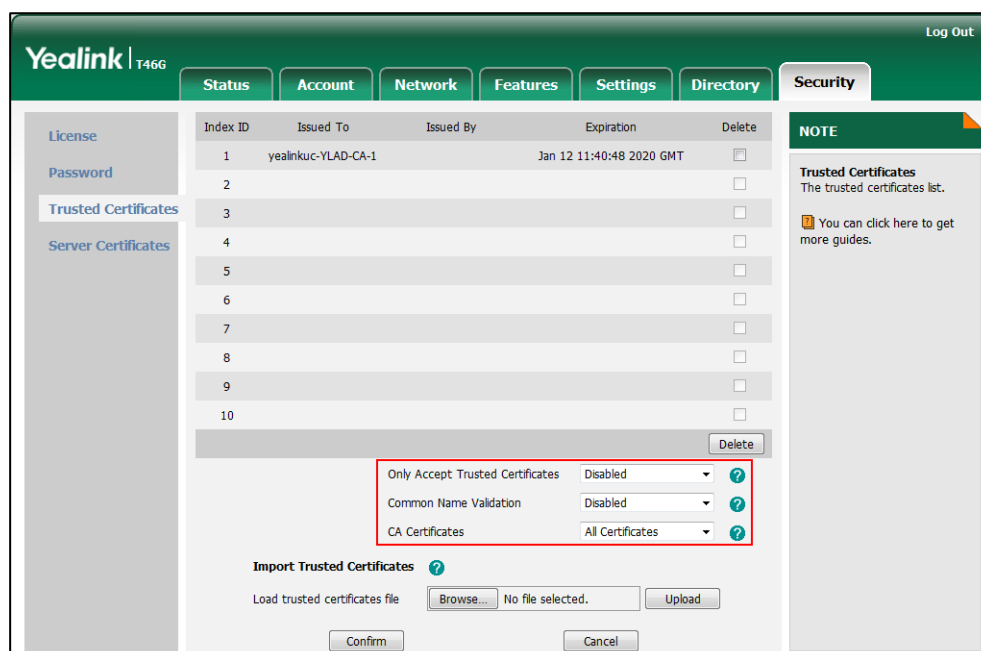 Log Out
Yealink T46G
Status Account Network Features Settings Directory Security
License
Password
Trusted Certificates
Server Certificates
Index ID Issued To Issued By Expiration Delete
1 yealinkuc-YLAD-CA-1 Jan 12 11:40:48 2020 GMT
2
3
4
5
6
7
8
9
10
Delete
Only Accept Trusted Certificates Disabled ?
Common Name Validation Disabled ?
CA Certificates All Certificates ?
Import Trusted Certificates ?
Load trusted certificates file Browse... No file selected. Upload
Confirm Cancel
NOTE
Trusted Certificates
The trusted certificates list.
? You can click here to get
more guides.